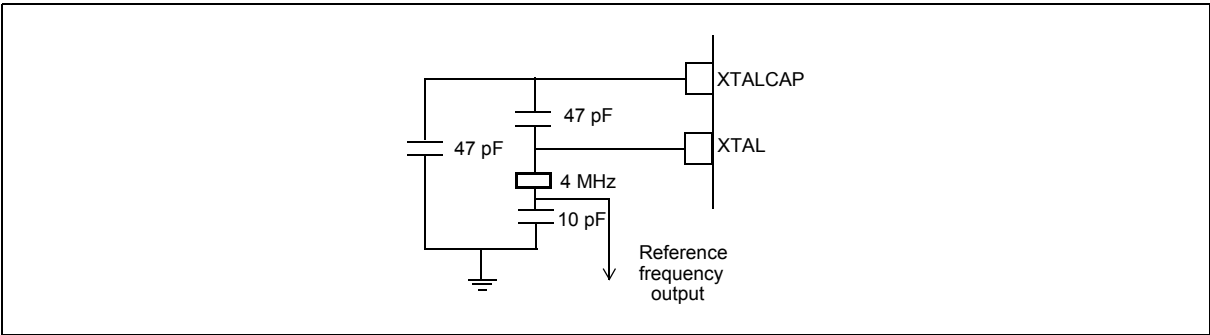 XTALCAP
47 pF
XTAL
47 pF
4 MHz
10 pF
Reference
frequency
output